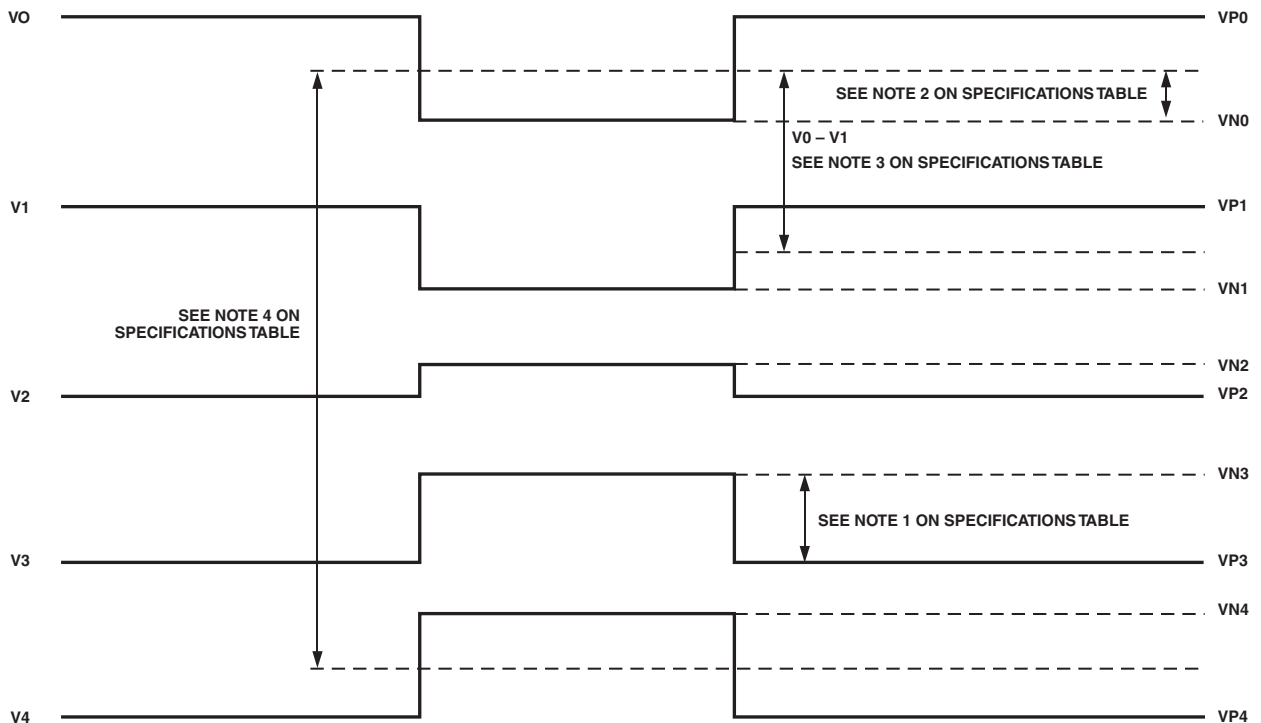 VO
VP0
SEE NOTE 2 ON SPECIFICATIONS TABLE
VN0
V0 – V1
SEE NOTE 3 ON SPECIFICATIONS TABLE
V1
VP1
VN1
SEE NOTE 4 ON
SPECIFICATIONS TABLE
VN2
V2
VP2
VN3
SEE NOTE 1 ON SPECIFICATIONS TABLE
V3
VP3
VN4
V4
VP4